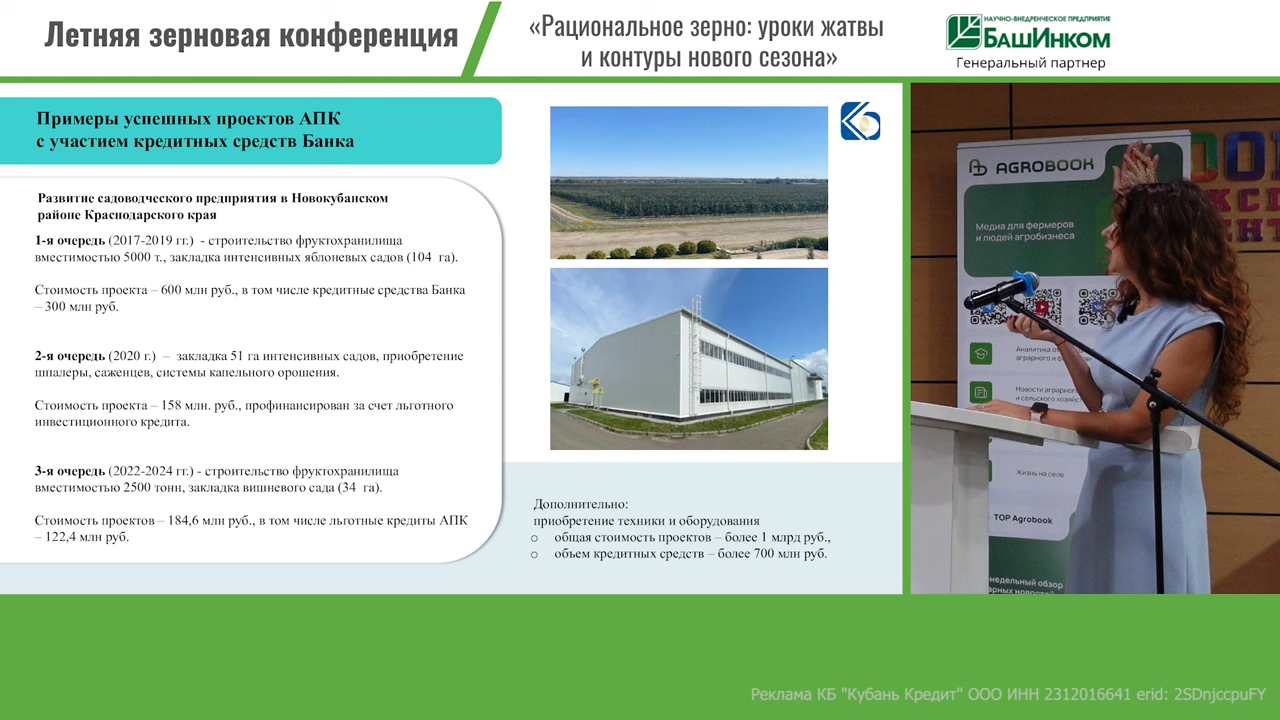 Летняя зерновая конференция
«Рациональное зерно: уроки жатвы
и контуры нового сезона»
НАУЧНО-ВНЕДРЕНЧЕСКОЕ ПРЕДПРИЯТИЕ
БашИнком
Генеральный партнер
Примеры успешных проектов АПК
с участием кредитных средств Банка
Развитие садоводческого предприятия в Новокубанском
районе Краснодарского края
1-я очередь (2017-2019 гг.) - строительство фруктохранилища
вместимостью 5000 т., закладка интенсивных яблоневых садов (104 га).
Стоимость проекта – 600 млн руб., в том числе кредитные средства Банка
– 300 млн руб.
2-я очередь (2020 г.) – закладка 51 га интенсивных садов, приобретение
шпалеры, саженцев, системы капельного орошения.
Стоимость проекта – 158 млн. руб., профинансирован за счет льготного
инвестиционного кредита.
3-я очередь (2022-2024 гг.) - строительство фруктохранилища
вместимостью 2500 тонн, закладка вишневого сада (34 га).
Стоимость проектов – 184,6 млн руб., в том числе льготные кредиты АПК
– 122,4 млн руб.
Дополнительно:
приобретение техники и оборудования
o общая стоимость проектов – более 1 млрд руб.,
o объем кредитных средств – более 700 млн руб.
AGROBOOK
Медиа для фермеров
и людей агробизнеса
Аналитика
аграрного и
Новости
и сельского
Жизнь на селе
TOP Agrobook
обзор
Реклама КБ "Кубань Кредит" ООО ИНН 2312016641 erid: 2SDnjccpuFY